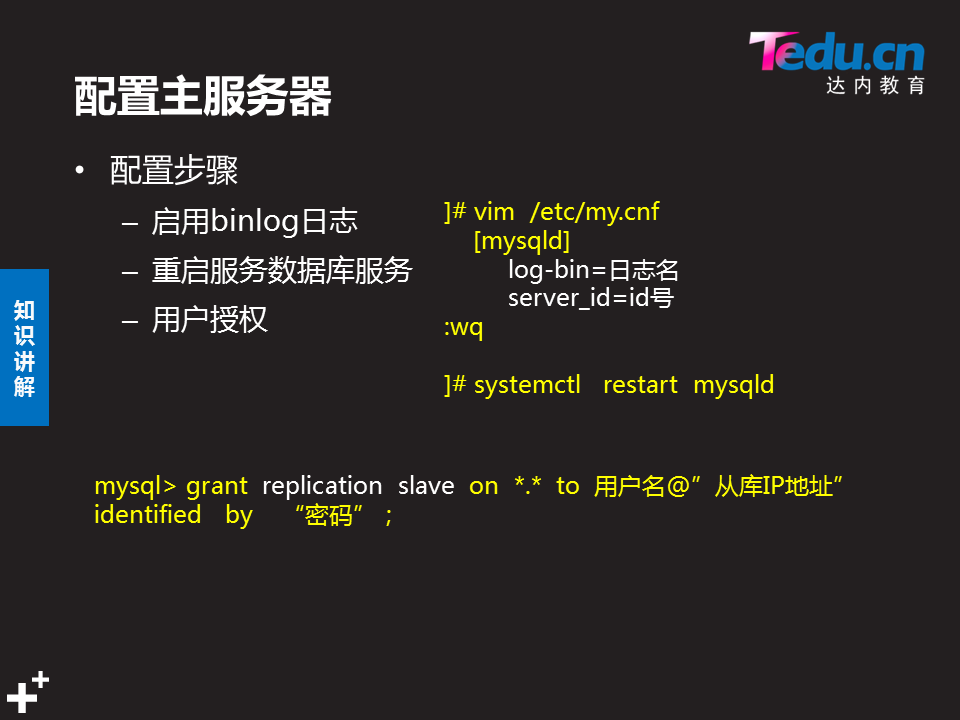 Tedu.cn
达内教育
配置主服务器
• 配置步骤
– 启用binlog日志
– 重启服务数据库服务
– 用户授权
]# vim /etc/my.cnf
[mysqld]
log-bin=日志名
server_id=id号
:wq
]# systemctl restart mysqld
知识讲解
mysql> grant replication slave on *.* to 用户名@”从库IP地址”
identified by “密码” ;